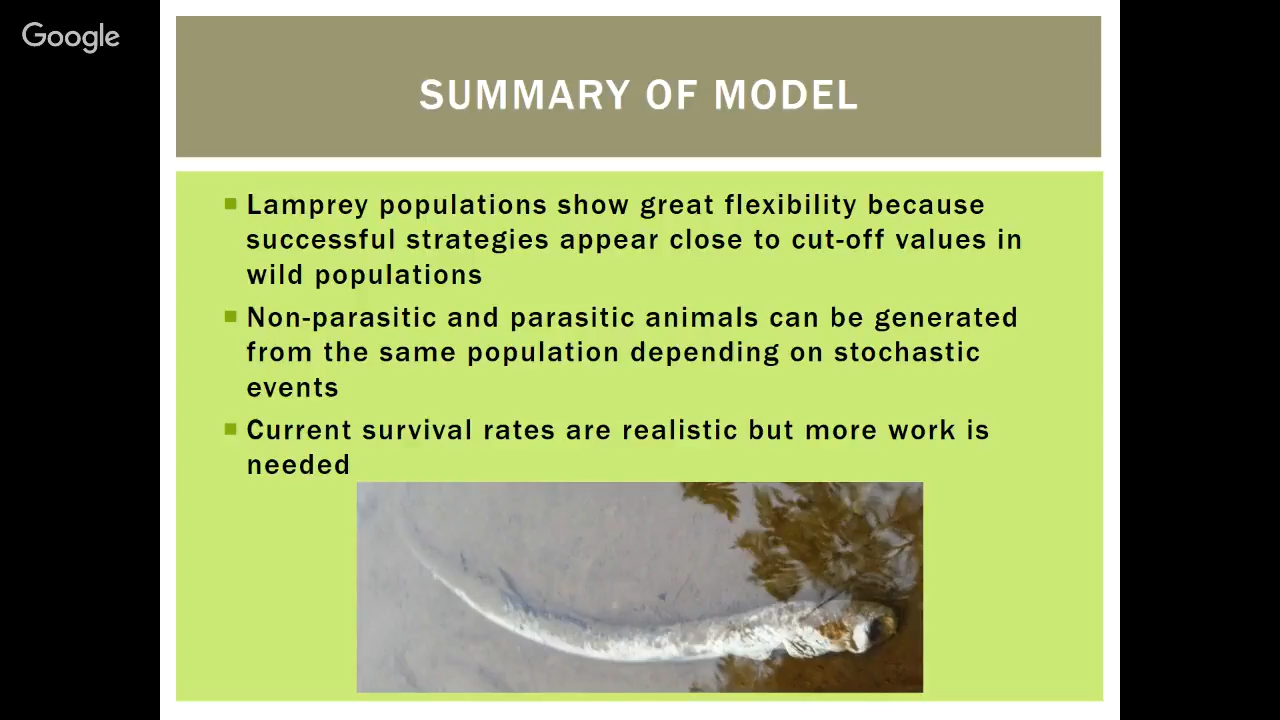 Google
SUMMARY OF MODEL
Lamprey populations show great flexibility because
successful strategies appear close to cut-off values in
wild populations
Non-parasitic and parasitic animals can be generated
from the same population depending on stochastic
events
Current survival rates are realistic but more work is
needed